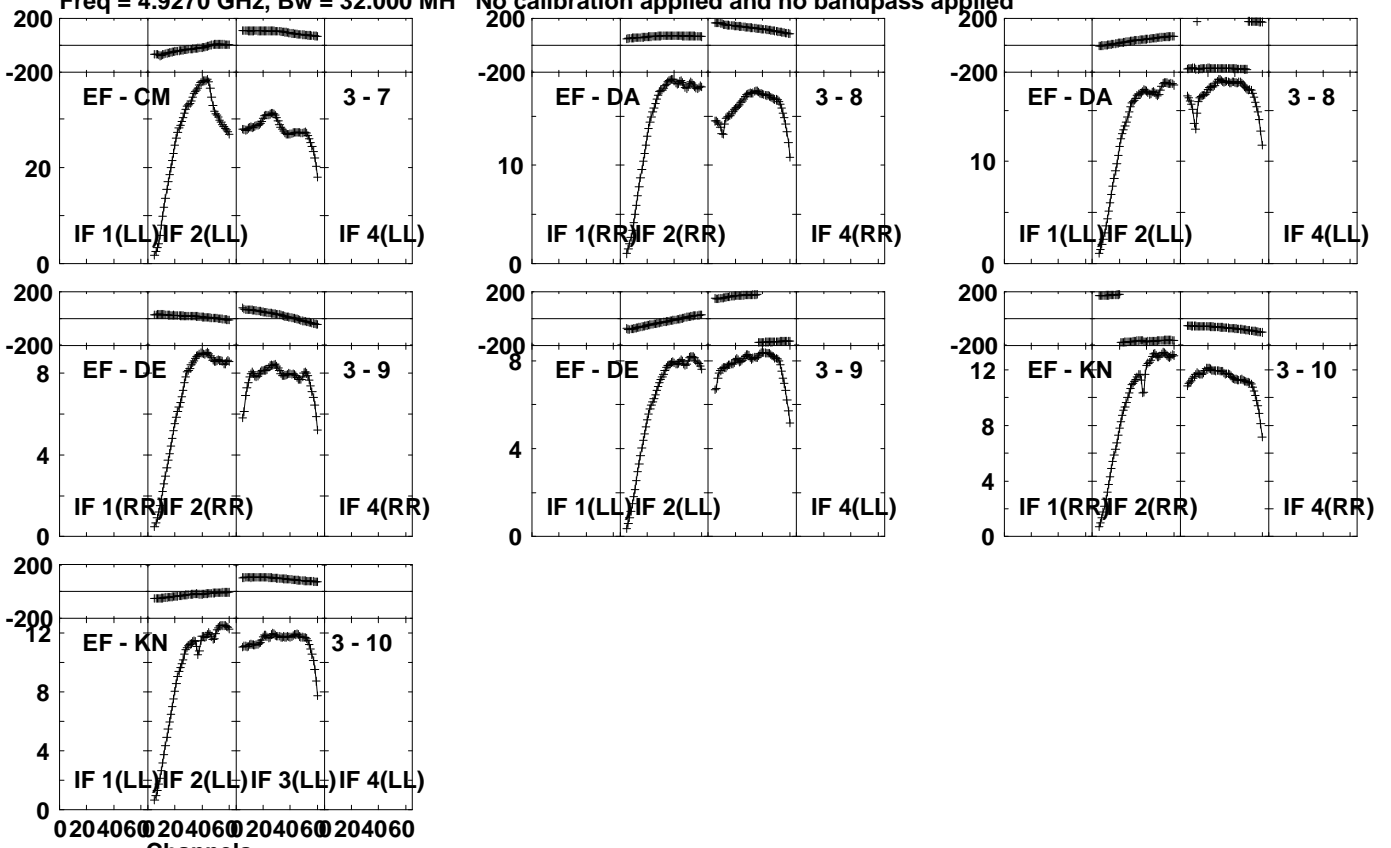 Freq = 4.9270 GHz, Bw = 32.000 MH No calibration applied and no bandpass applied
200
-200
EF - CM 3 - 7
20
IF 1(LL) IF 2(LL) IF 4(LL)
0
200
-200
EF - DA 3 - 8
10
IF 1(RR) IF 2(RR) IF 4(RR)
0
200
-200
EF - DA 3 - 8
10
IF 1(LL) IF 2(LL) IF 4(LL)
0
200
-200
EF - DE 3 - 9
8
4
IF 1(RR) IF 2(RR) IF 4(RR)
0
200
-200
EF - DE 3 - 9
8
4
IF 1(LL) IF 2(LL) IF 4(LL)
0
200
-200
EF - KN 3 - 10
12
8
4
IF 1(RR) IF 2(RR) IF 4(RR)
0
200
-200
EF - KN 3 - 10
12
8
4
IF 1(LL) IF 2(LL) IF 3(LL) IF 4(LL)
0
0 20 40 60 0 20 40 60 0 20 40 60 0 20 40 60
Channels